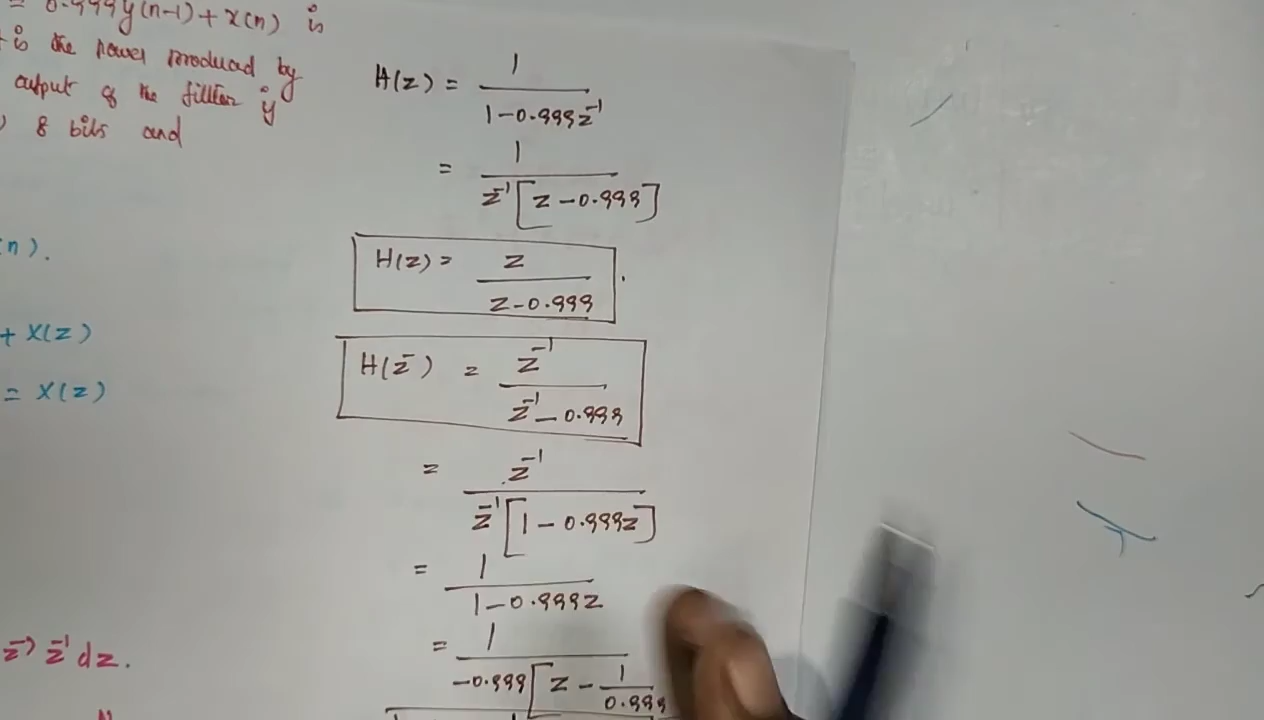 = 0.999y(n-1) + x(n) is
is the power produced by
output of the filter if
) 8 bits and
n).
+ X(z)
= X(z)
z⁻¹) z⁻¹ dz.
H(z) = 1
1-0.999z⁻¹
= 1
z⁻¹[z-0.999]
H(z) = z
z-0.999
H(z⁻) = z⁻¹
z⁻¹-0.999
= z⁻¹
z⁻¹[1-0.999z]
= 1
1-0.999z
= 1
-0.999[z- 1
0.999